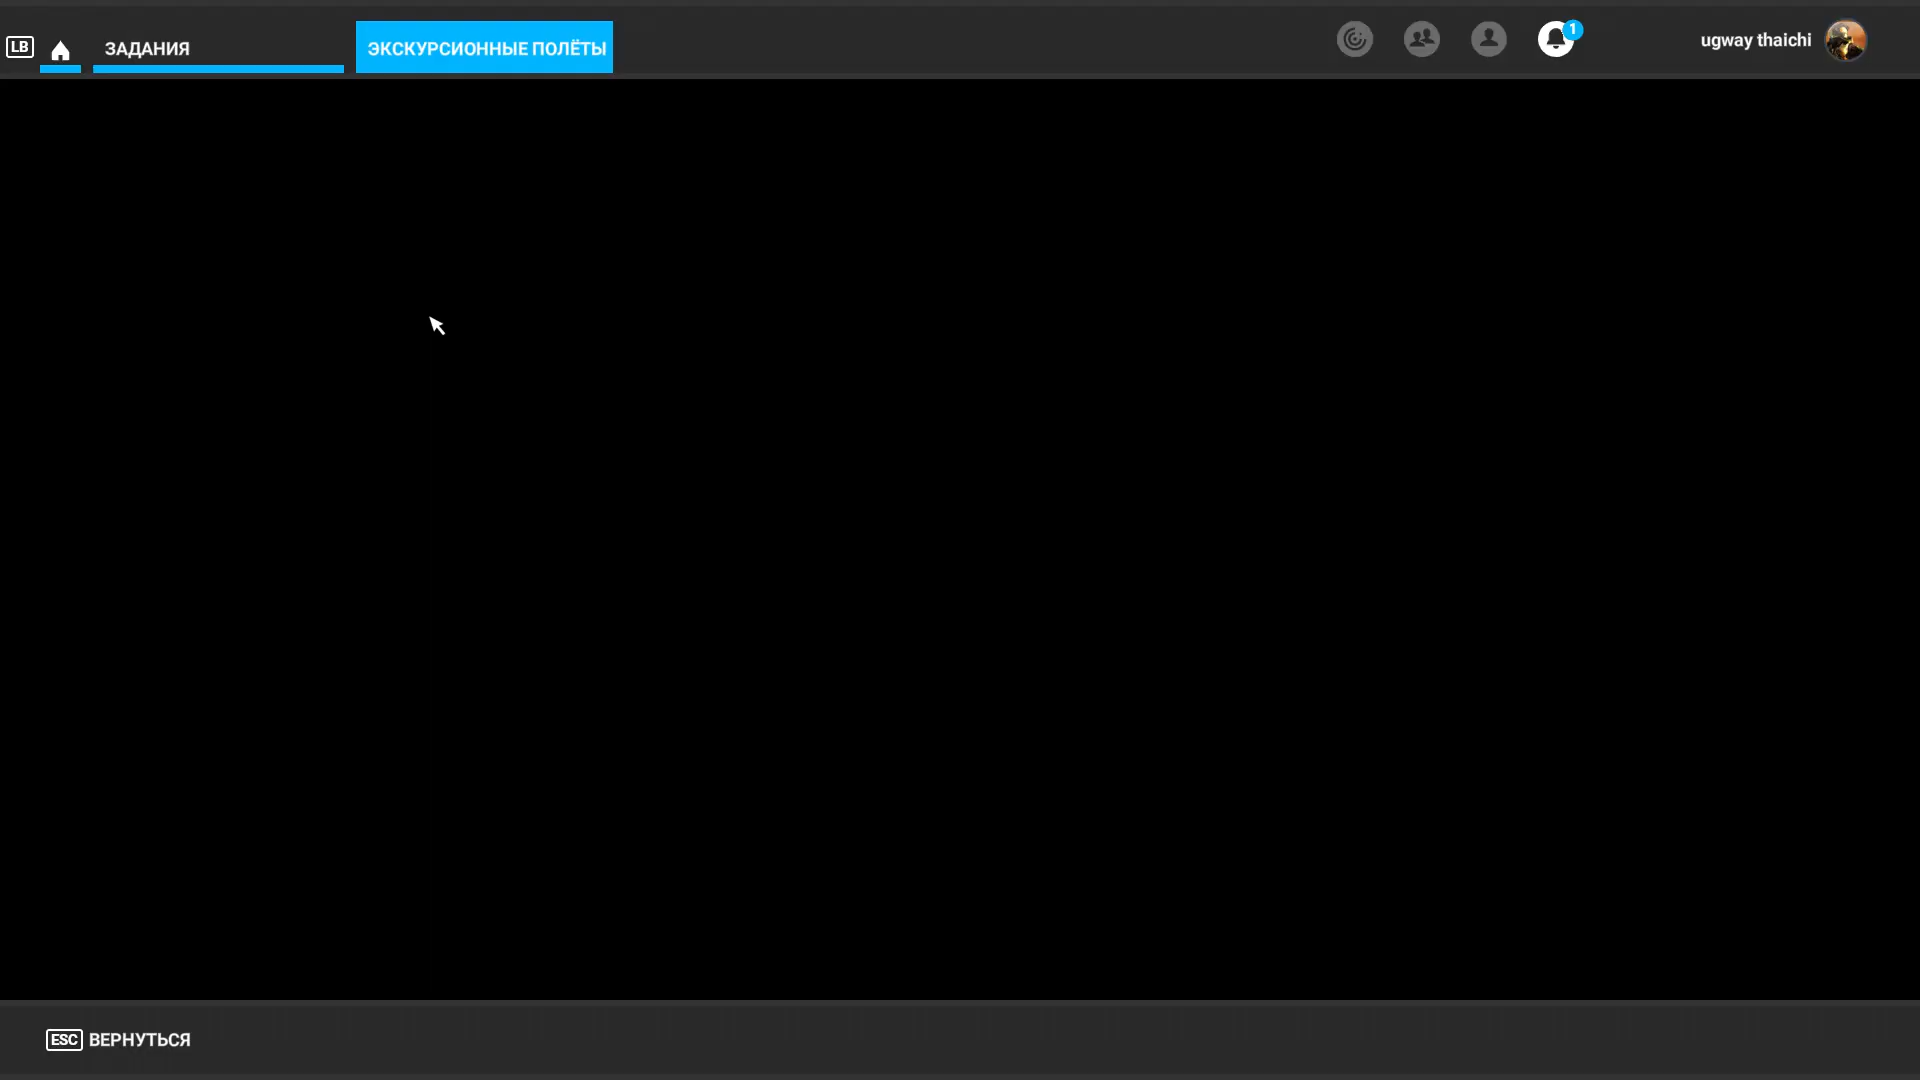 LB
ЗАДАНИЯ
ЭКСКУРСИОННЫЕ ПОЛЁТЫ
1
ugway thaichi
ESC ВЕРНУТЬСЯ